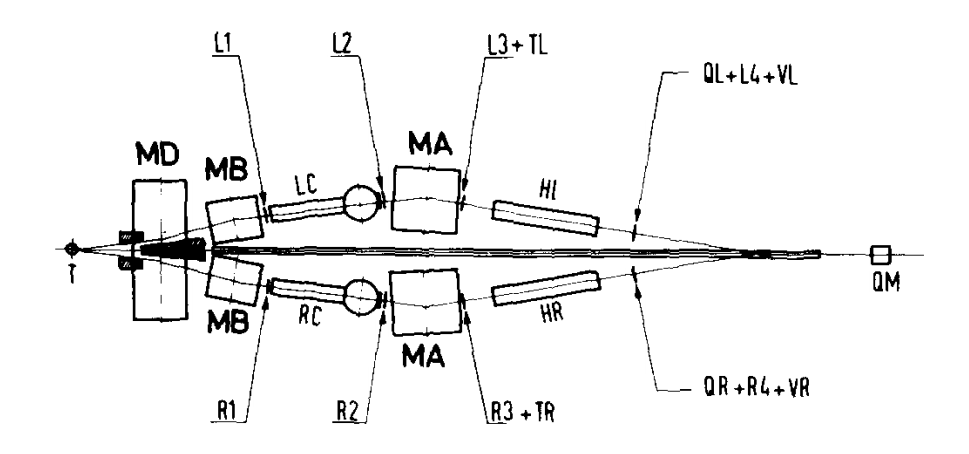 L1 L2 L3 + TL
QL+L4+VL
MD MB LC MA HL
T QM
MB RC MA HR
QR+R4+VR
R1 R2 R3 + TR